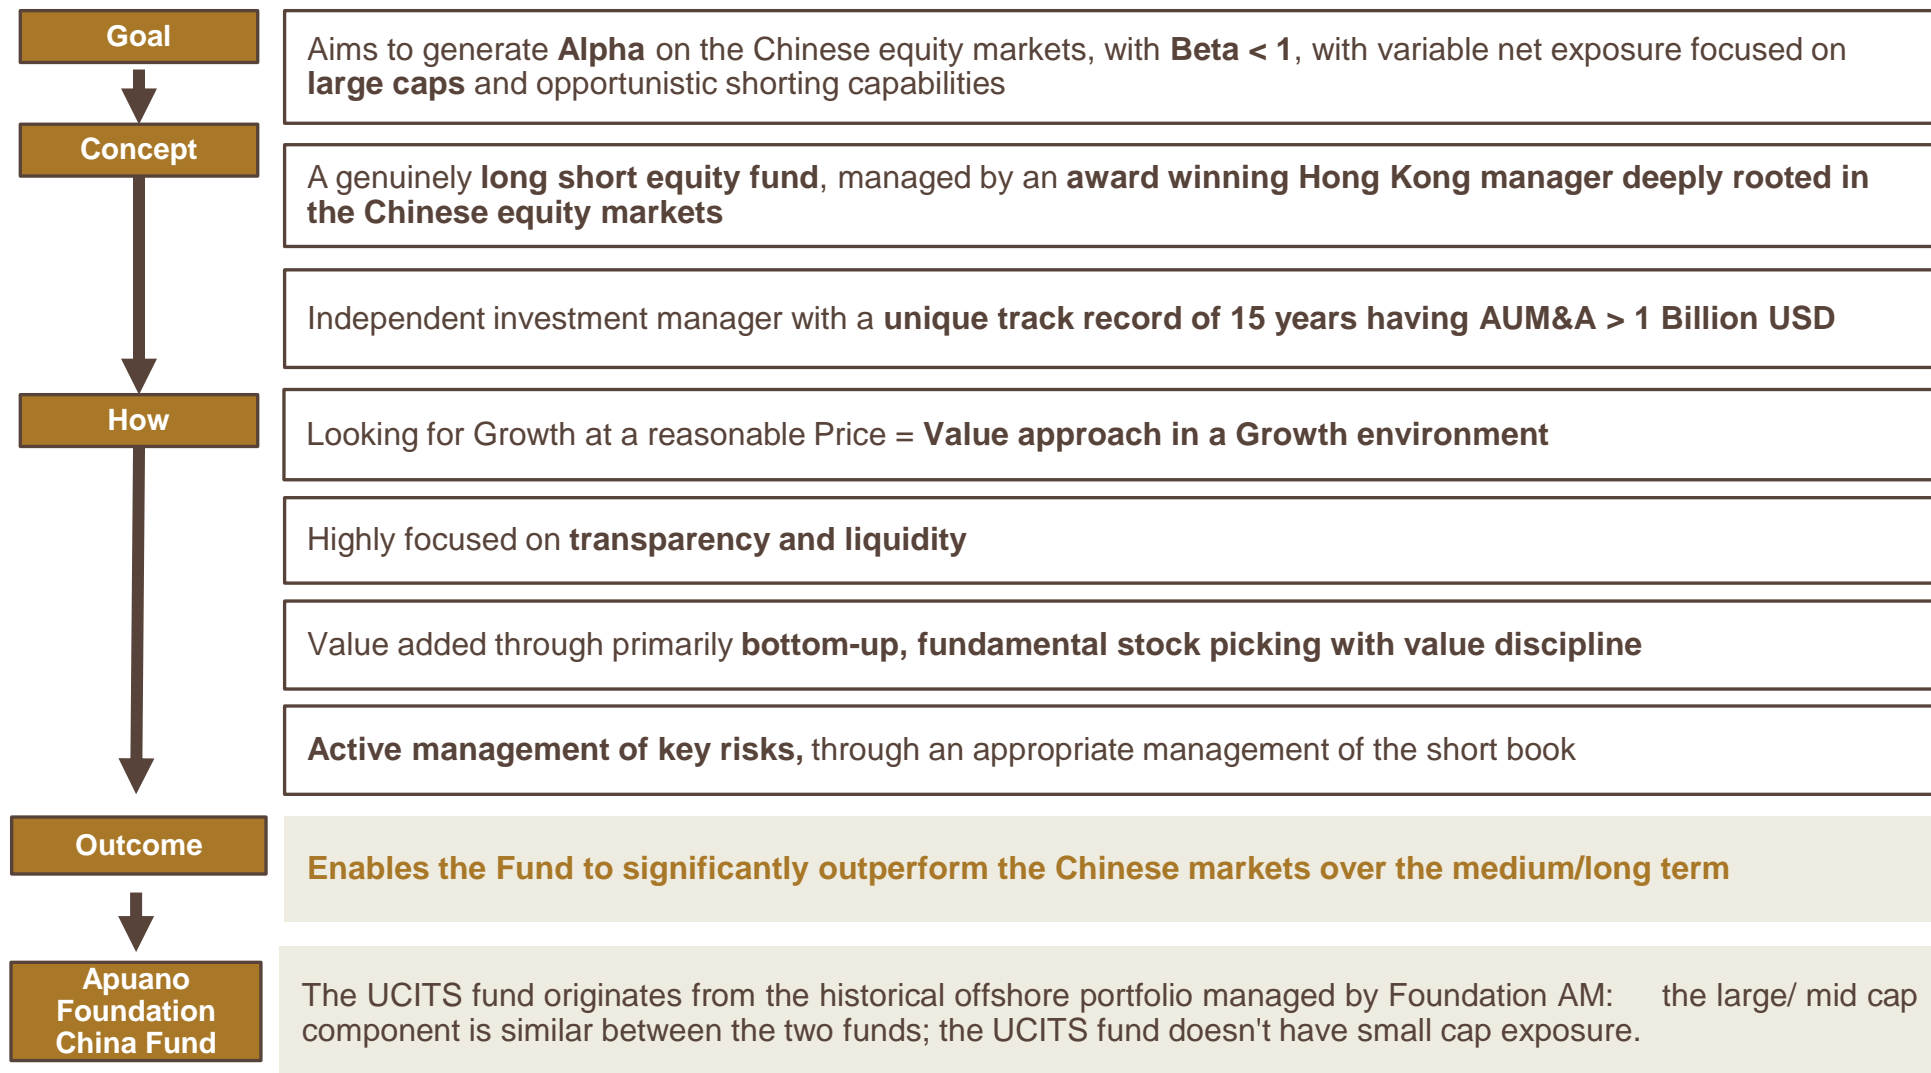 Goal
Aims to generate Alpha on the Chinese equity markets, with Beta < 1, with variable net exposure focused on
large caps and opportunistic shorting capabilities
Concept
A genuinely long short equity fund, managed by an award winning Hong Kong manager deeply rooted in
the Chinese equity markets
Independent investment manager with a unique track record of 15 years having AUM&A > 1 Billion USD
How
Looking for Growth at a reasonable Price = Value approach in a Growth environment
Highly focused on transparency and liquidity
Value added through primarily bottom-up, fundamental stock picking with value discipline
Active management of key risks, through an appropriate management of the short book
Outcome
Enables the Fund to significantly outperform the Chinese markets over the medium/long term
Apuano
Foundation
China Fund
The UCITS fund originates from the historical offshore portfolio managed by Foundation AM: the large/ mid cap
component is similar between the two funds; the UCITS fund doesn't have small cap exposure.